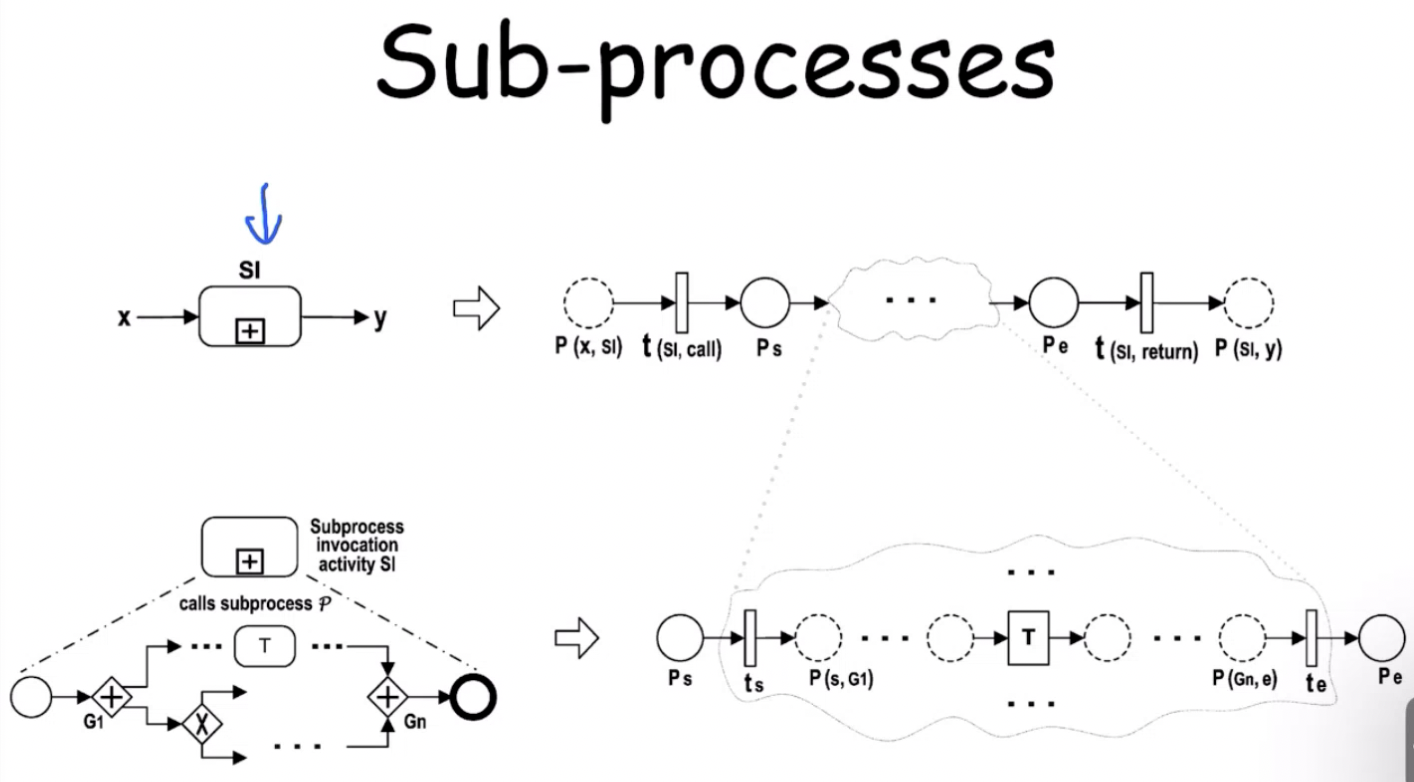 Sub-processes
SI
x
y
P (x, SI) t (SI, call) Ps
...
Pe t (SI, return) P (SI, y)
Subprocess
invocation
activity SI
calls subprocess P
... T ...
G1
X
Gn
...
...
... T ...
Ps ts P (s, G1)
P (Gn, e) te Pe
...